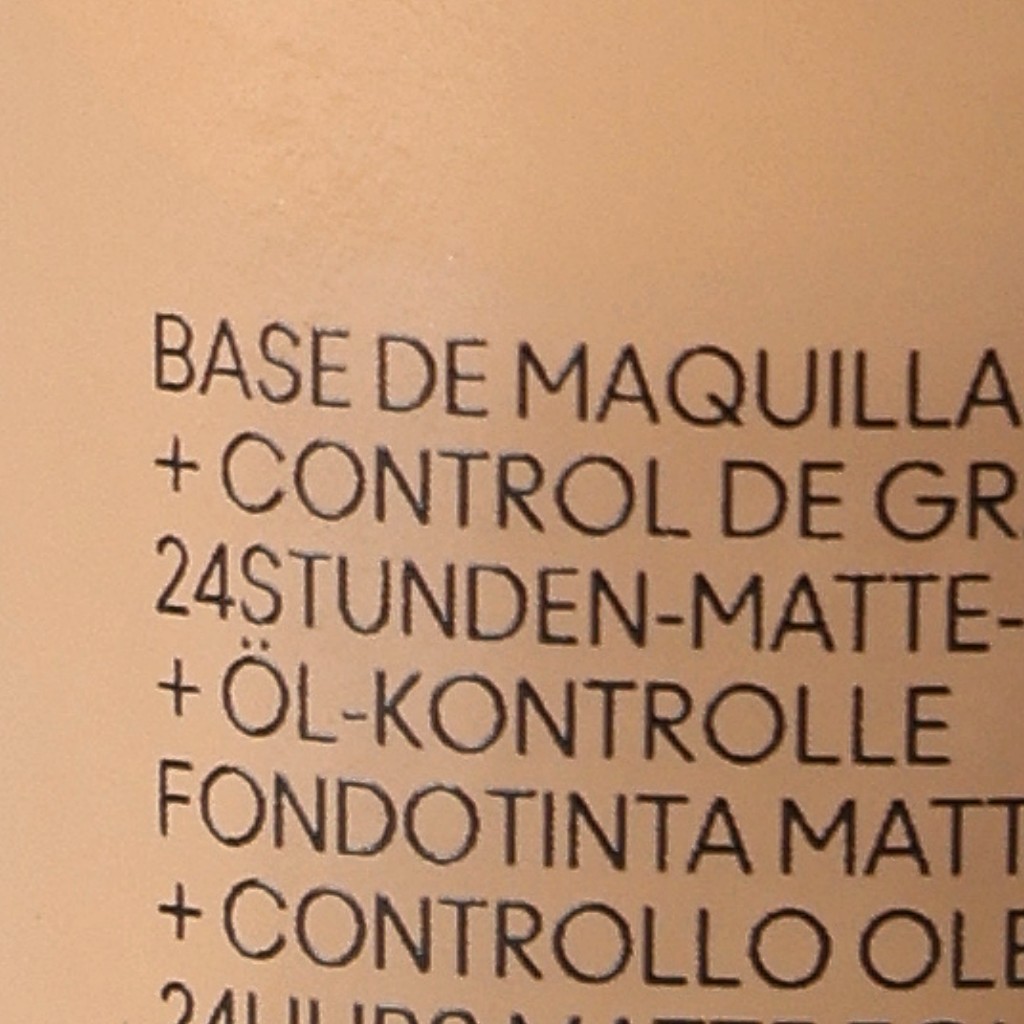 BASE DE MAQUILLA
+ CONTROL DE GR
24STUNDEN-MATTE-
+ ÖL-KONTROLLE
FONDOTINTA MATT
+ CONTROLLO OLE